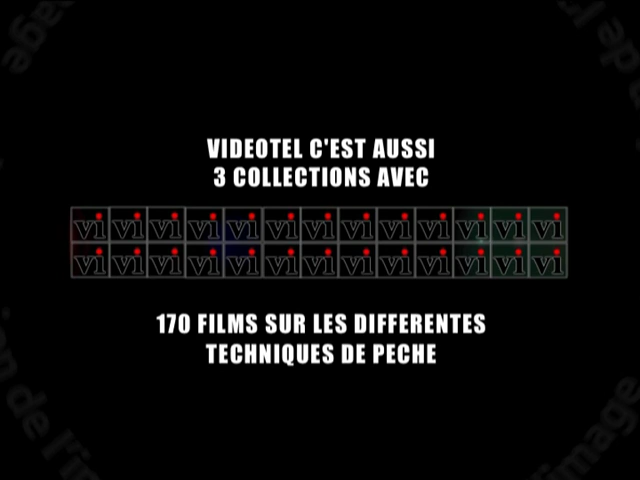 VIDEOTEL C'EST AUSSI
3 COLLECTIONS AVEC
vi vi vi vi vi vi vi vi vi vi vi vi vi
vi vi vi vi vi vi vi vi vi vi vi vi vi
170 FILMS SUR LES DIFFERENTES
TECHNIQUES DE PECHE
de l'image